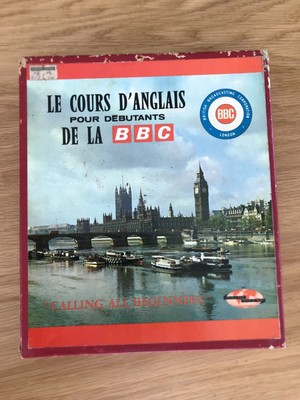 LE COURS D'ANGLAIS
POUR DÉBUTANTS
DE LA BBC
BRITISH BROADCASTING CORPORATION
BBC
LONDON
"CALLING ALL BEGINNERS"